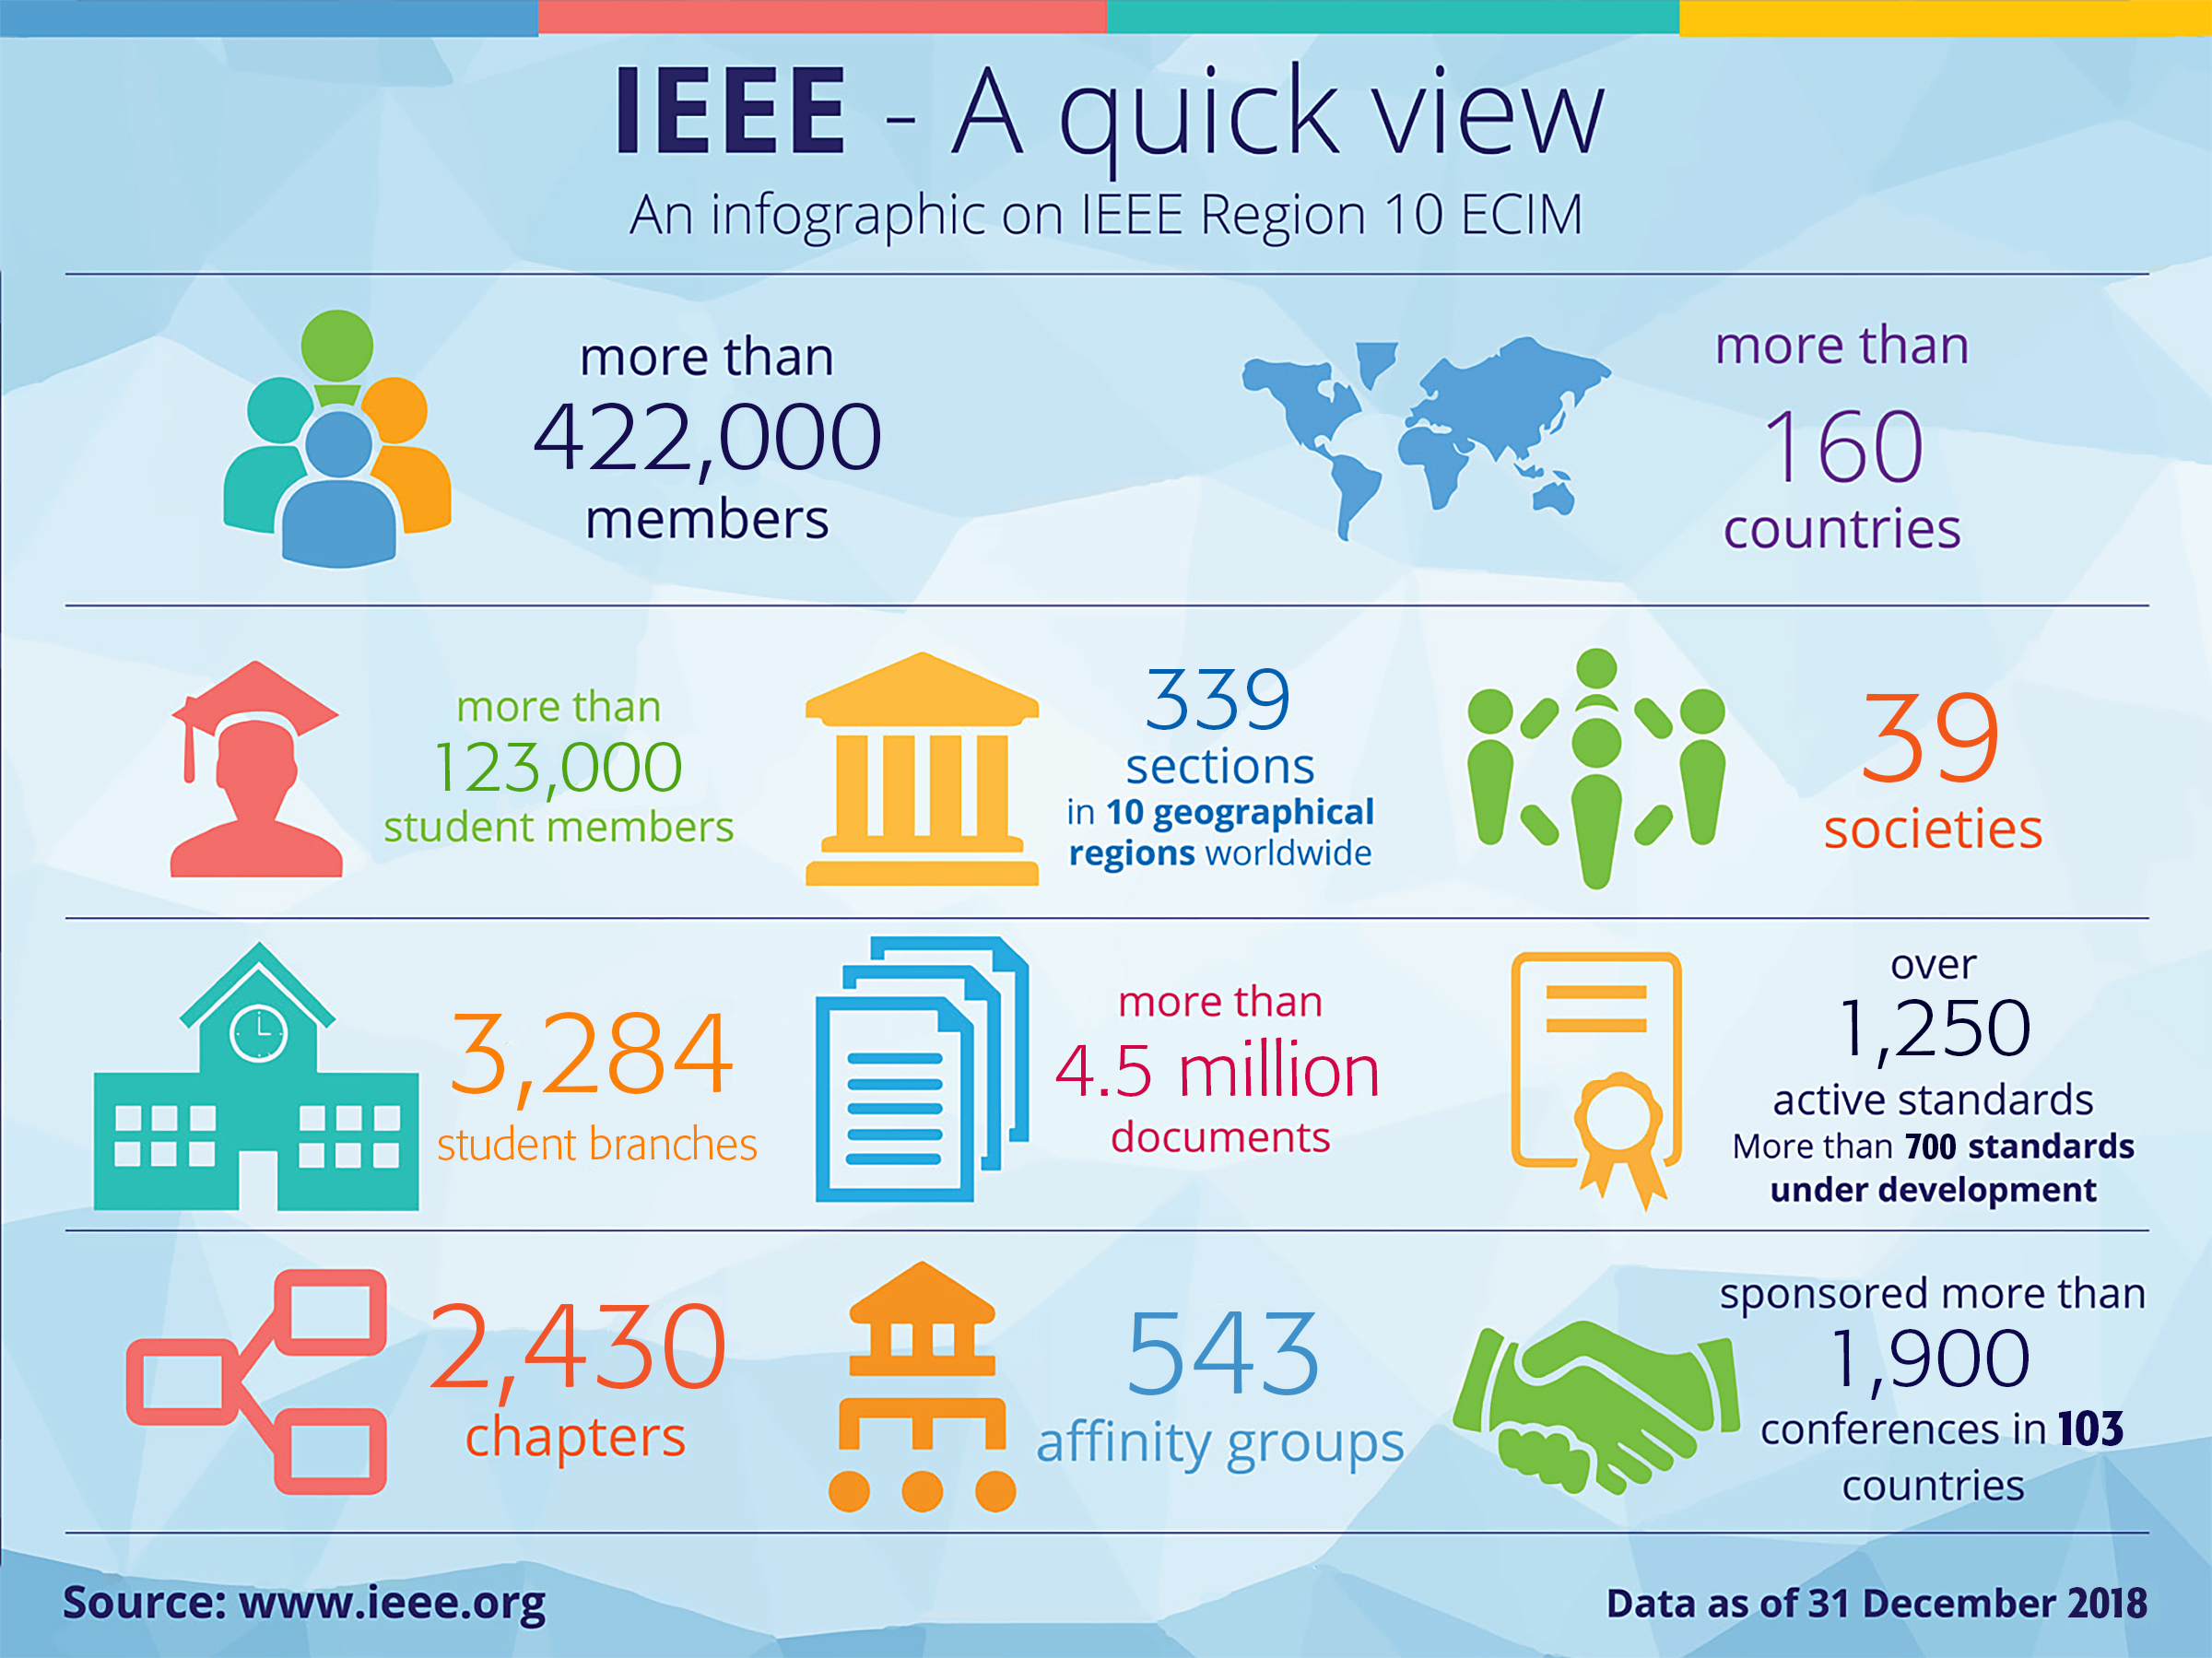 IEEE - A quick view
An infographic on IEEE Region 10 ECIM
more than
422,000
members
more than
160
countries
more than
123,000
student members
339
sections
in 10 geographical
regions worldwide
39
societies
3,284
student branches
more than
4.5 million
documents
over
1,250
active standards
More than 700 standards
under development
2,430
chapters
543
affinity groups
sponsored more than
1,900
conferences in 103
countries
Source: www.ieee.org
Data as of 31 December 2018